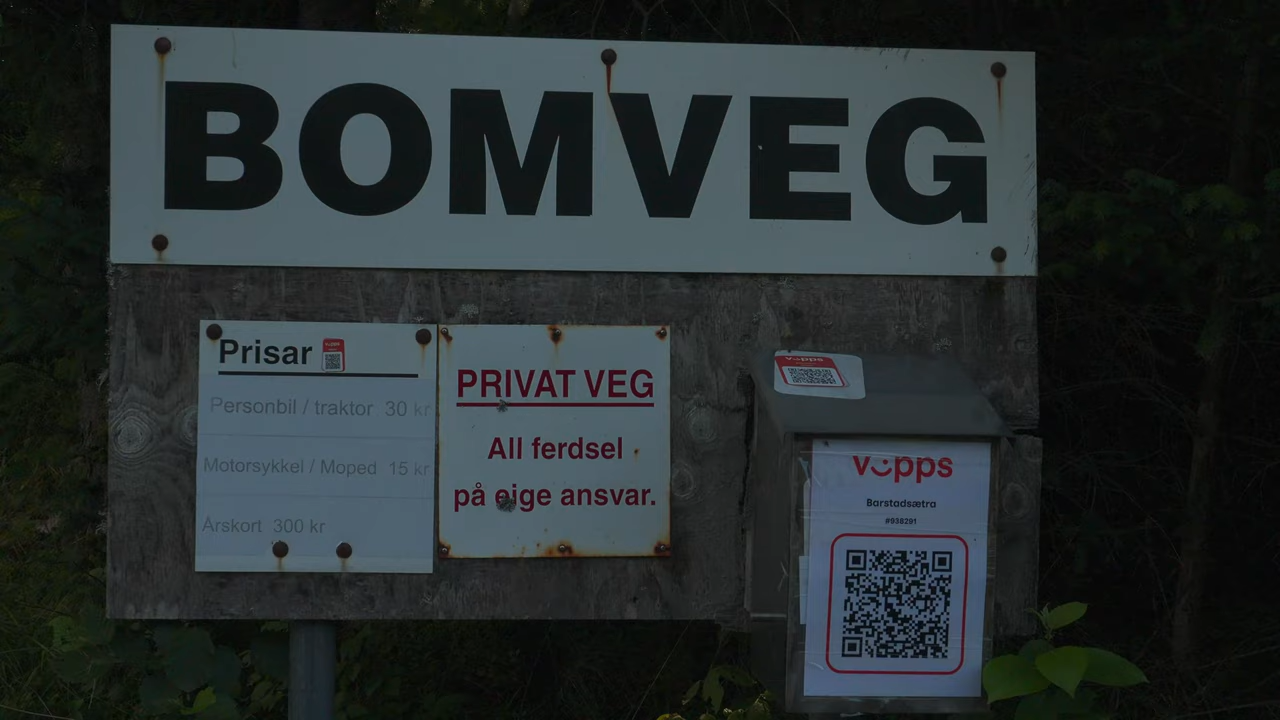 BOMVEG
Prisar
Personbil / traktor 30 kr
Motorsykkel / Moped 15 kr
Årskort 300 kr
PRIVAT VEG
All ferdsel
på eige ansvar.
vipps
vipps
Barstadsætra
#938291